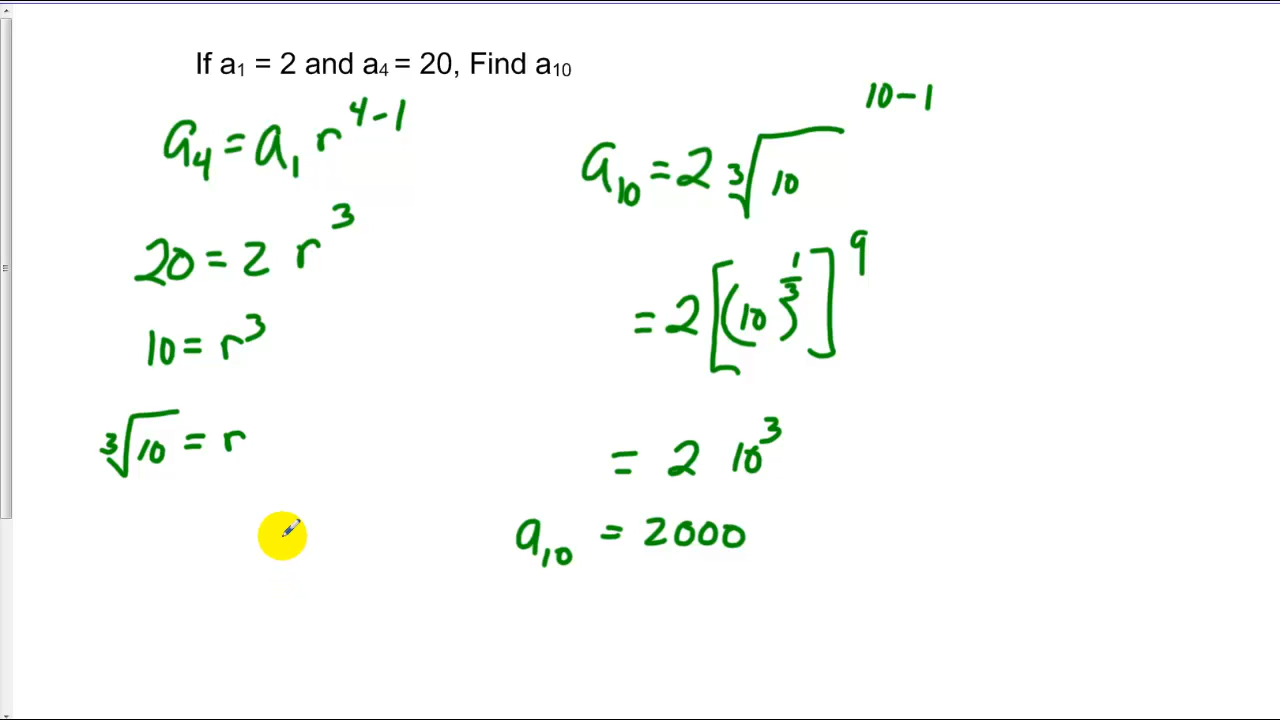 If a₁ = 2 and a₄ = 20, Find a₁₀
a₄ = a₁ r⁴⁻¹
20 = 2 r³
10 = r³
∛10 = r
a₁₀ = 2 ∛10 ¹⁰⁻¹
= 2 [(10^(1/3))]⁹
= 2 10³
a₁₀ = 2000